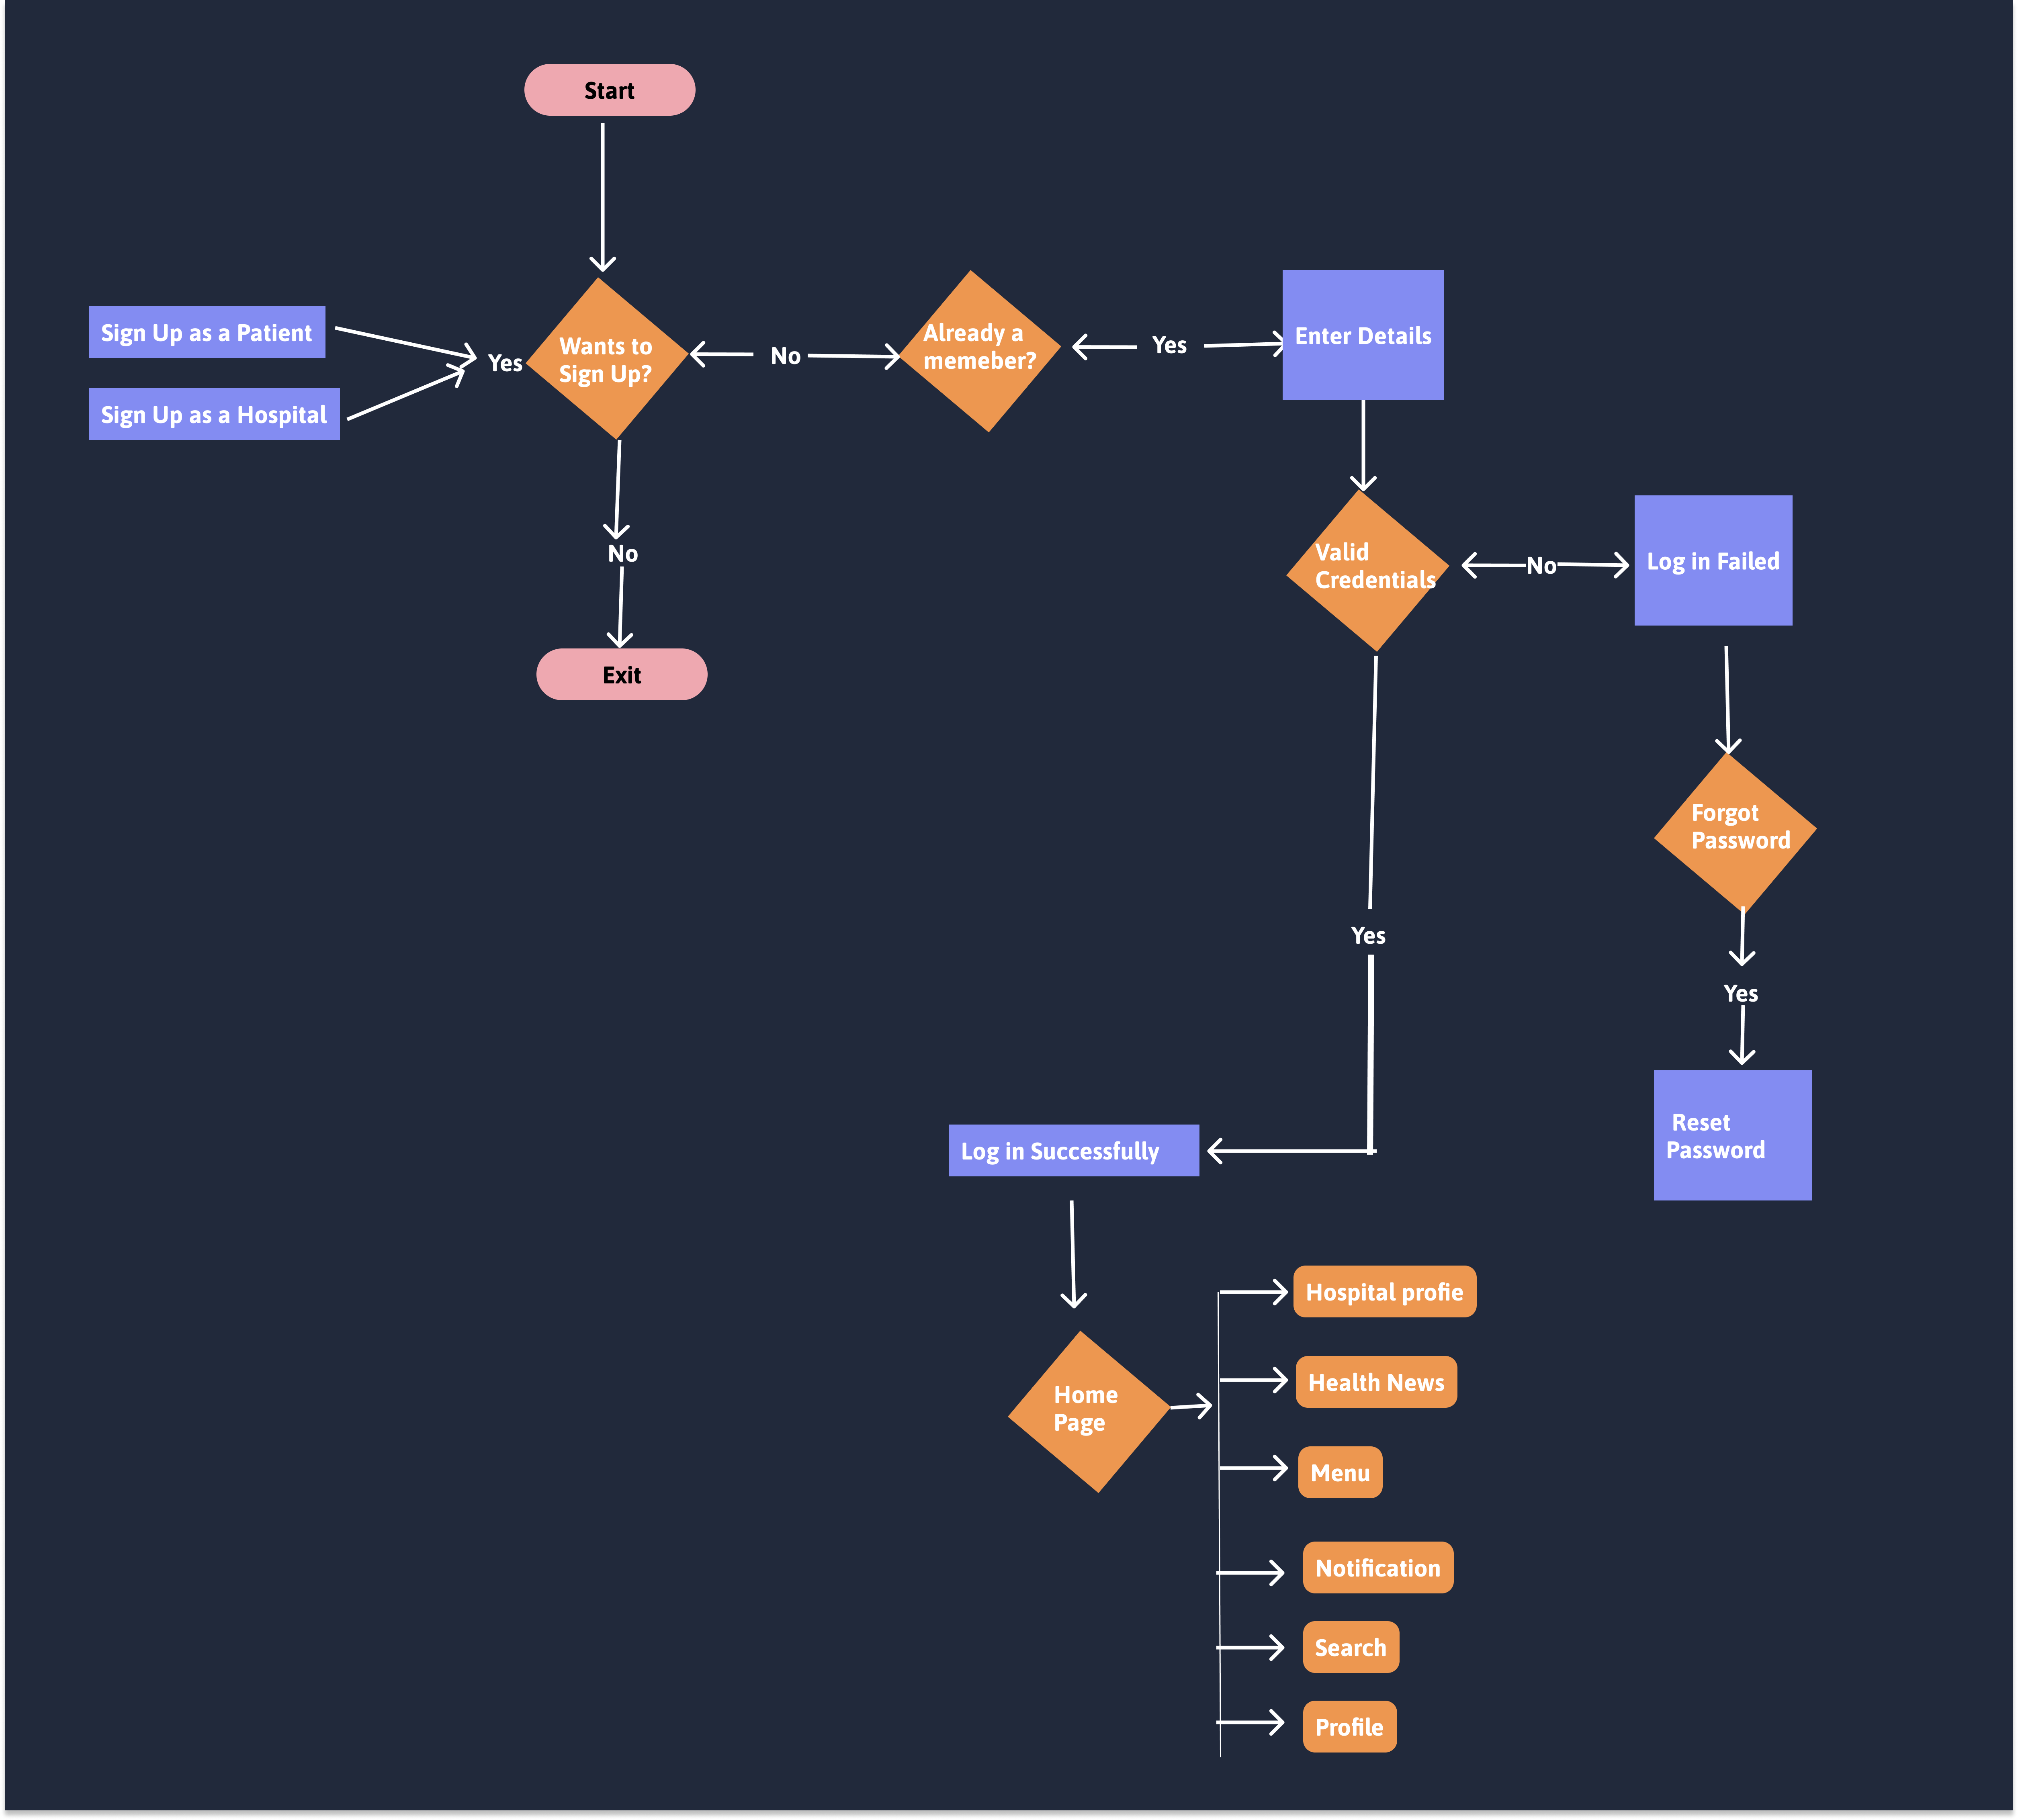 Start
Sign Up as a Patient
Sign Up as a Hospital
Yes
Wants to
Sign Up?
No
Already a
memeber?
Yes
Enter Details
No
Exit
Valid
Credentials
No
Log in Failed
Forgot
Password
Yes
Reset
Password
Yes
Log in Successfully
Home
Page
Hospital profie
Health News
Menu
Notification
Search
Profile